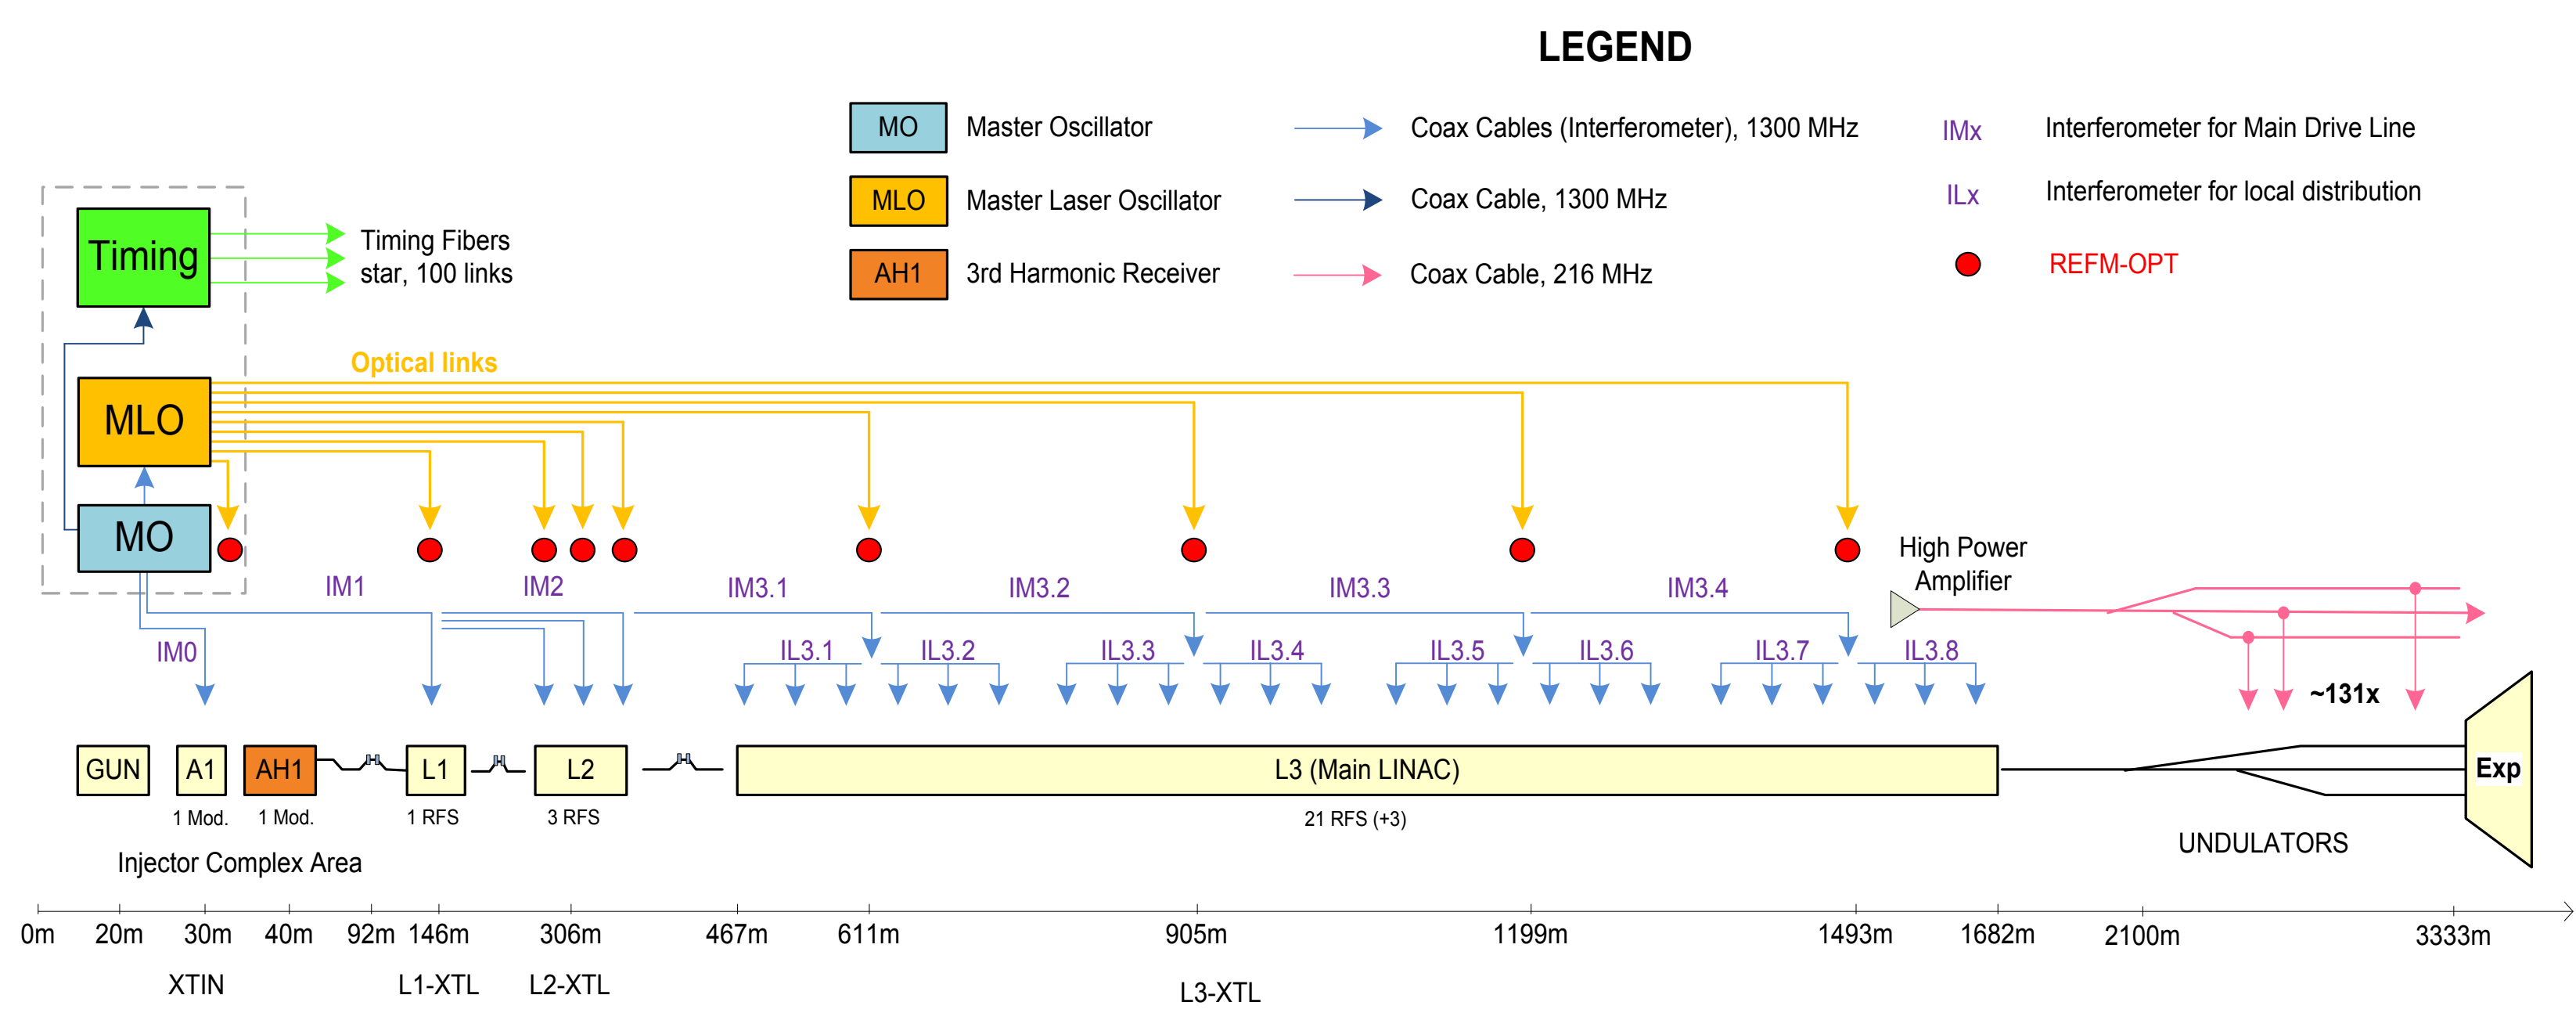 LEGEND
MO Master Oscillator
Coax Cables (Interferometer), 1300 MHz
IMx Interferometer for Main Drive Line
MLO Master Laser Oscillator
Coax Cable, 1300 MHz
ILx Interferometer for local distribution
AH1 3rd Harmonic Receiver
Coax Cable, 216 MHz
REFM-OPT
Timing
Timing Fibers
star, 100 links
Optical links
MLO
MO
High Power
Amplifier
IM1 IM2 IM3.1 IM3.2 IM3.3 IM3.4
IM0 IL3.1 IL3.2 IL3.3 IL3.4 IL3.5 IL3.6 IL3.7 IL3.8
~131x
GUN A1 AH1 L1 L2 L3 (Main LINAC) Exp
1 Mod. 1 Mod. 1 RFS 3 RFS 21 RFS (+3)
UNDULATORS
Injector Complex Area
0m 20m 30m 40m 92m 146m 306m 467m 611m 905m 1199m 1493m 1682m 2100m 3333m
XTIN L1-XTL L2-XTL L3-XTL